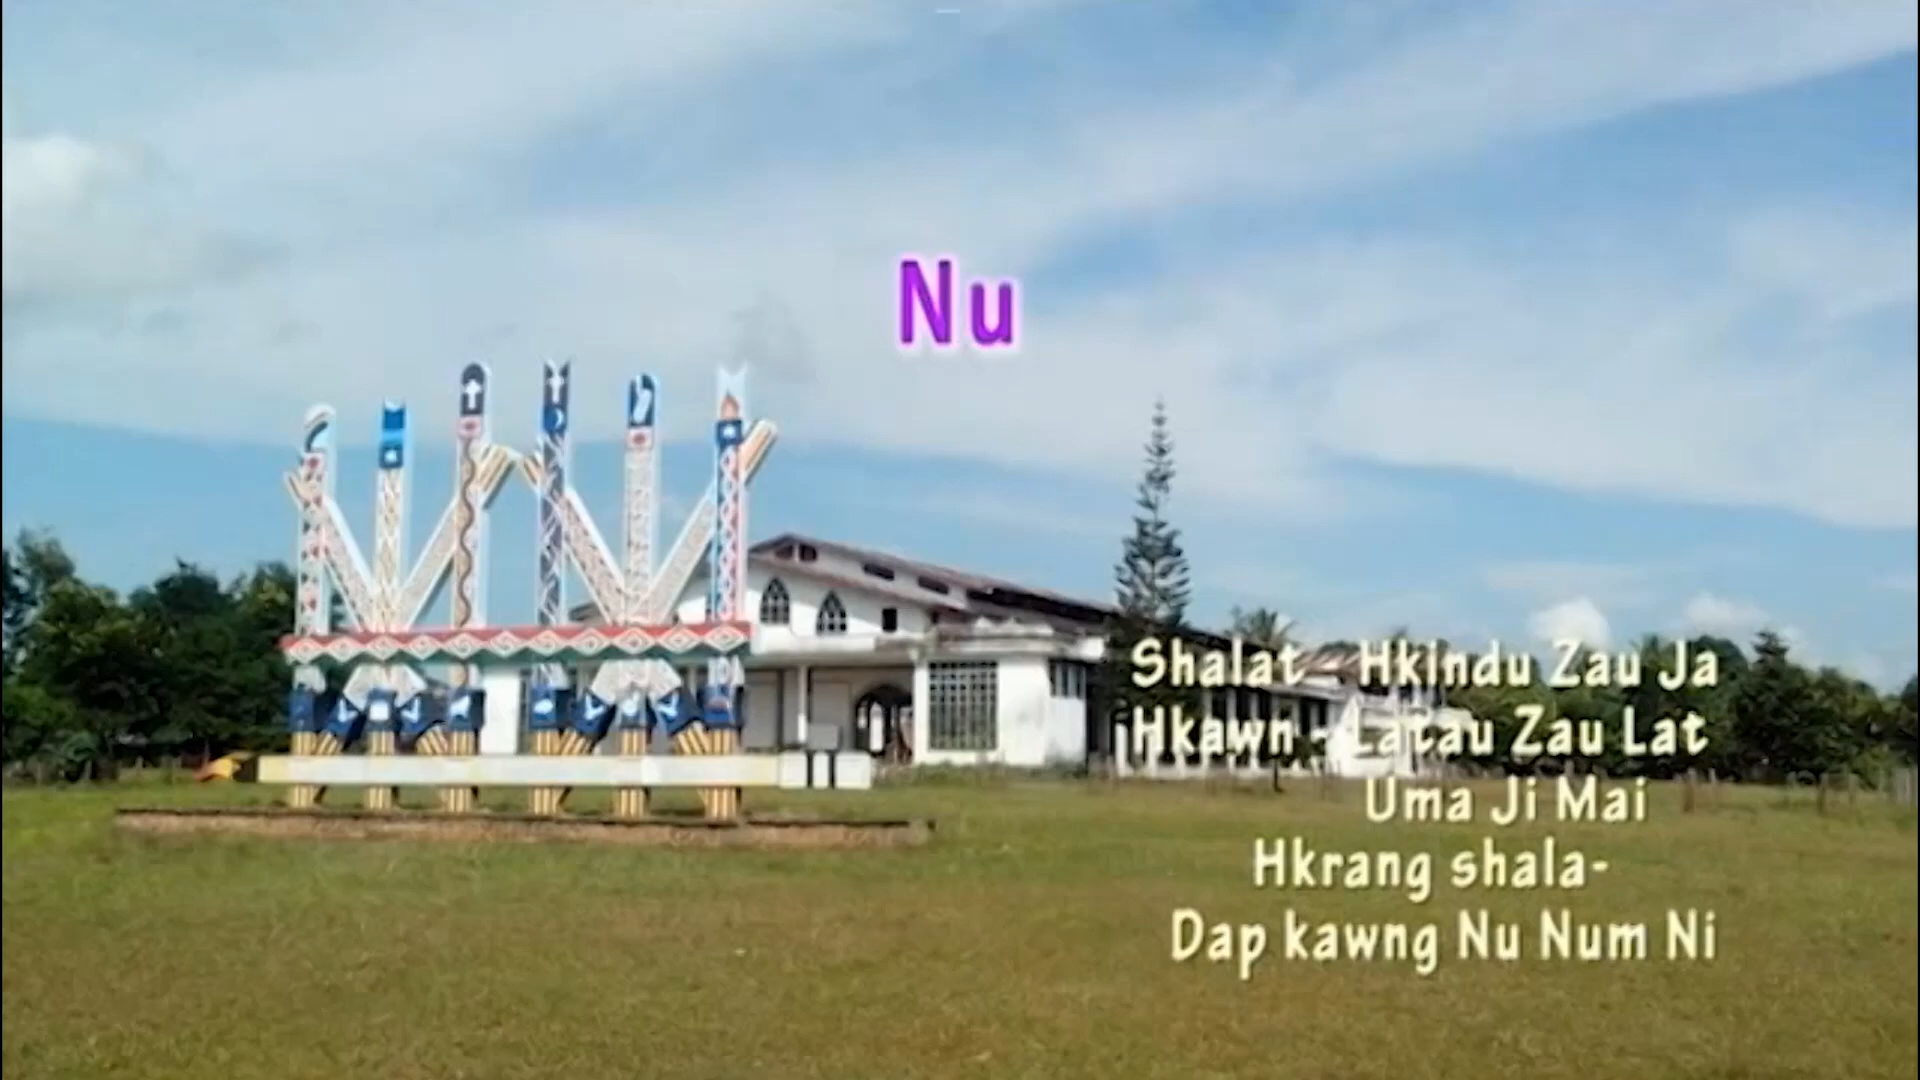 Nu
Shalat - Hkindu Zau Ja
Hkawn - Latau Zau Lat
Uma Ji Mai
Hkrang shala-
Dap kawng Nu Num Ni